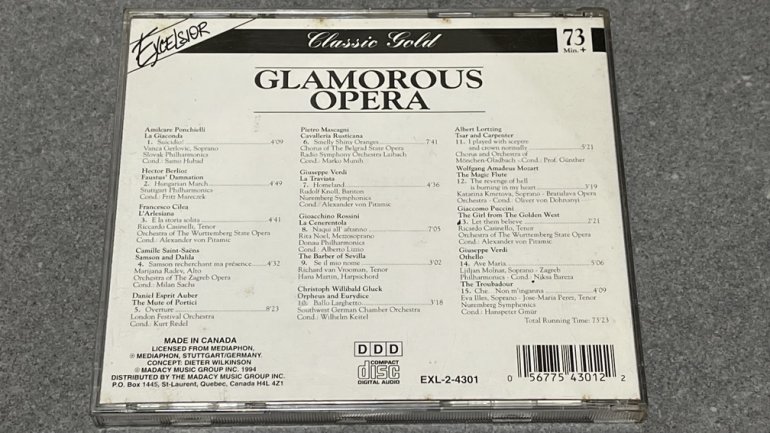 EXCELSIOR
Classic Gold
73
Min. +
GLAMOROUS
OPERA
Amilcare Ponchielli
La Giaconda
1. Suicidio! 4'09
Vanca Gerlovic, Soprano
Slovak Philharmonics
Cond.: Samo Hubad
Hector Berlioz
Faustus' Damnation
2. Hungarian March 4'49
Stuttgart Philharmonics
Cond.: Fritz Mareczek
Francesco Cilea
L'Arlesiana
3. E la storia solita 4'41
Riccardo Casinelli, Tenor
Orchestra of the Wurttemberg State Opera
Cond.: Alexander von Pitamic
Camille Saint-Saens
Samson and Dalila
4. Samson recherchant ma présence 4'32
Marijana Radev, Alto
Orchestra of The Zagreb Opera
Cond.: Milan Sachs
Daniel Esprit Auber
The Mute of Portici
5. Overture 8'23
London Festival Orchestra
Cond.: Kurt Redel
Pietro Mascagni
Cavalleria Rusticana
6. Smelly Shiny Oranges 7'41
Chorus of The Belgrad State Opera
Radio Symphony Orchestra Laibach
Cond.: Marko Munih
Giuseppe Verdi
La Traviata
7. Homeland 4'36
Rudolf Knoll, Bariton
Nuremberg Symphonics
Cond.: Alexander von Pitamic
Gioacchino Rossini
La Cenerentola
8. Naqui all' affanno 7'05
Rita Noel, Mezzosoprano
Donau Philharmonics
Cond.: Alberto Lizzio
The Barber of Sevilla
9. Se il mio nome 3'02
Richard van Vrooman, Tenor
Hans Martin, Harpsichord
Christoph Willibald Gluck
Orpheus and Eurydice
10. Ballo Larghetto 3'18
Southwest German Chamber Orchestra
Cond.: Wilhelm Keitel
Albert Lortzing
Tsar and Carpenter
11. I played with sceptre
and crown normally 5'21
Chorus and Orchestra of
Mönchen-Gladbach - Cond.: Prof. Günther
Wolfgang Amadeus Mozart
The Magic Flute
12. The revenge of hell
is burning in my heart 3'19
Katarina Kmetova, Soprano - Bratislava Opera
Orchestra - Cond.: Oliver von Dohnanyi
Giaccomo Puccini
The Girl from The Golden West
13. Let them believe 2'21
Ricardo Casinello, Tenor
Orchestra of The Wurttemberg State Opera
Cond.: Alexander von Pitamic
Giuseppe Verdi
Othello
14. Ave Maria 5'06
Ljiljan Molnar, Soprano - Zagreb
Philharmonics - Cond.: Niksa Bareza
The Troubadour
15. Che.. Non m'inganna 4'09
Eva Illes, Soprano - Jose-Maria Perez, Tenor
Nuremberg Symphonics
Cond.: Hanspeter Gmür
Total Running Time: 73'23
MADE IN CANADA
LICENSED FROM MEDIAPHON,
℗ MEDIAPHON, STUTTGART/GERMANY.
CONCEPT: DIETER WILKINSON
© MADACY MUSIC GROUP INC. 1994
DISTRIBUTED BY THE MADACY MUSIC GROUP INC.
P.O. Box 1445, St-Laurent, Quebec, Canada H4L 4Z1
DDD
COMPACT
disc
DIGITAL AUDIO
EXL-2-4301
0 56775 43012 2